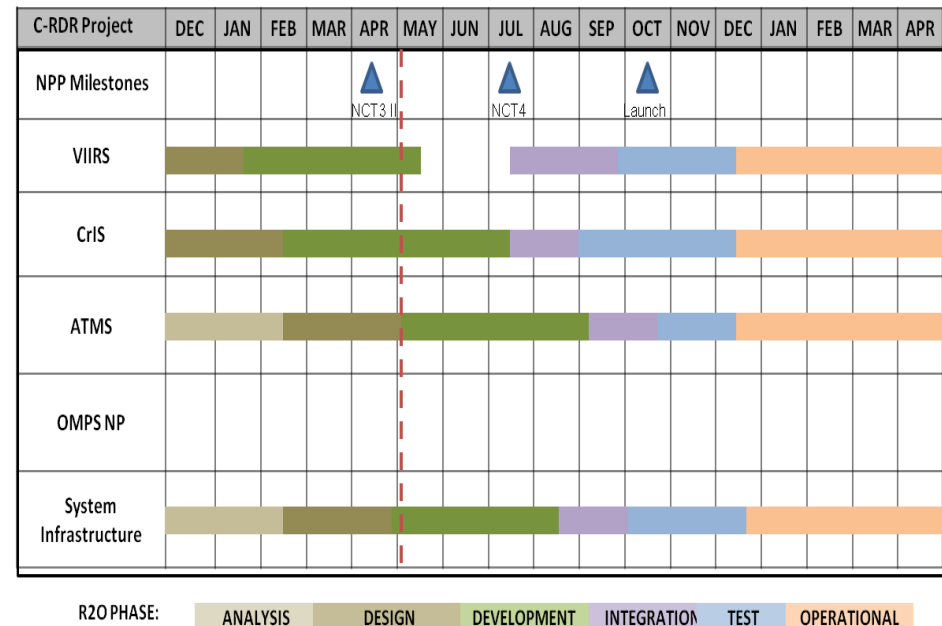 C-RDR Project DEC JAN FEB MAR APR MAY JUN JUL AUG SEP OCT NOV DEC JAN FEB MAR APR
NPP Milestones
NCT3 II NCT4 Launch
VIIRS
CrIS
ATMS
OMPS NP
System
Infrastructure
R2O PHASE: ANALYSIS DESIGN DEVELOPMENT INTEGRATION TEST OPERATIONAL